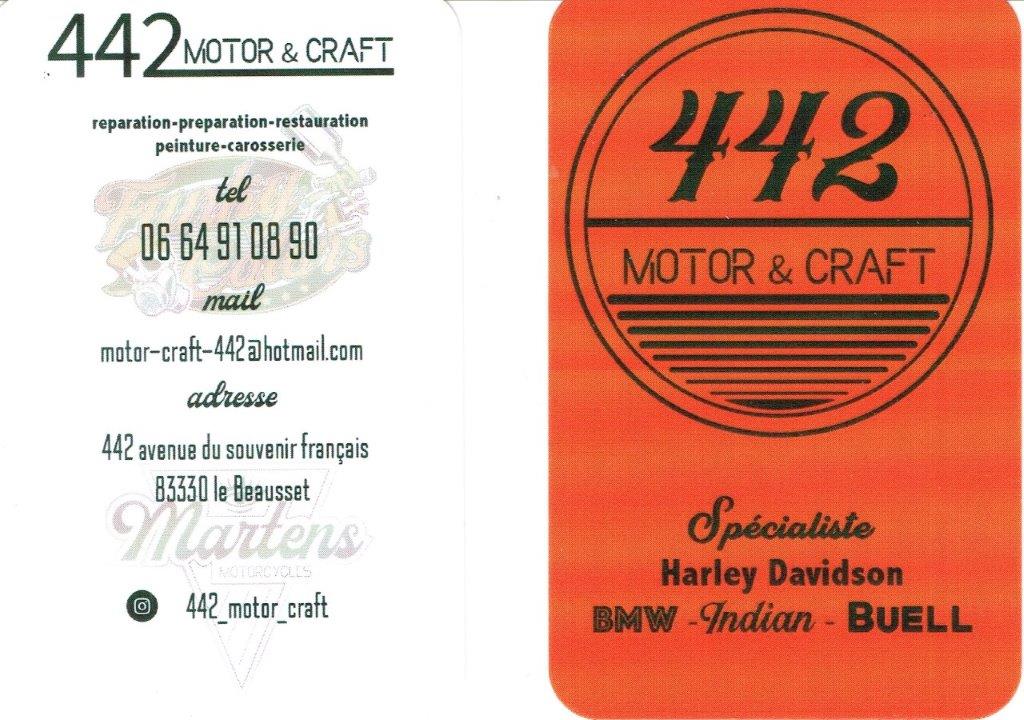 442 MOTOR & CRAFT
reparation-preparation-restauration
peinture-carosserie
tel
06 64 91 08 90
mail
motor-craft-442@hotmail.com
adresse
442 avenue du souvenir français
83330 le Beausset
Martens
MOTORCYCLES
442_motor_craft
442
MOTOR & CRAFT
Spécialiste
Harley Davidson
BMW - Indian - BUELL